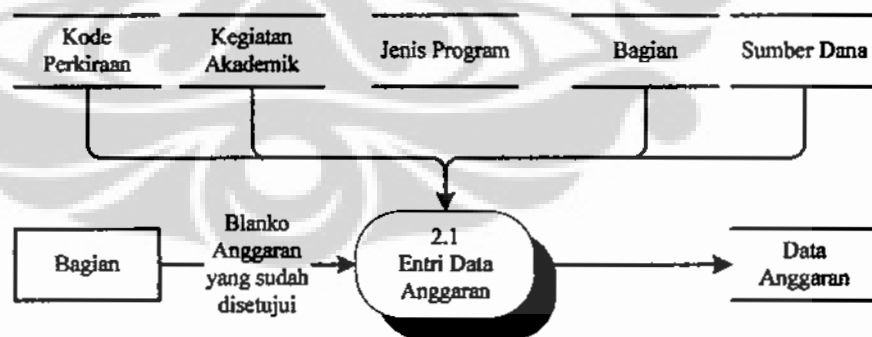 Kode
Perkiraan
Kegiatan
Akademik
Jenis Program
Bagian
Sumber Dana
Bagian
Blanko
Anggaran
yang sudah
disetujui
2.1
Entri Data
Anggaran
Data
Anggaran